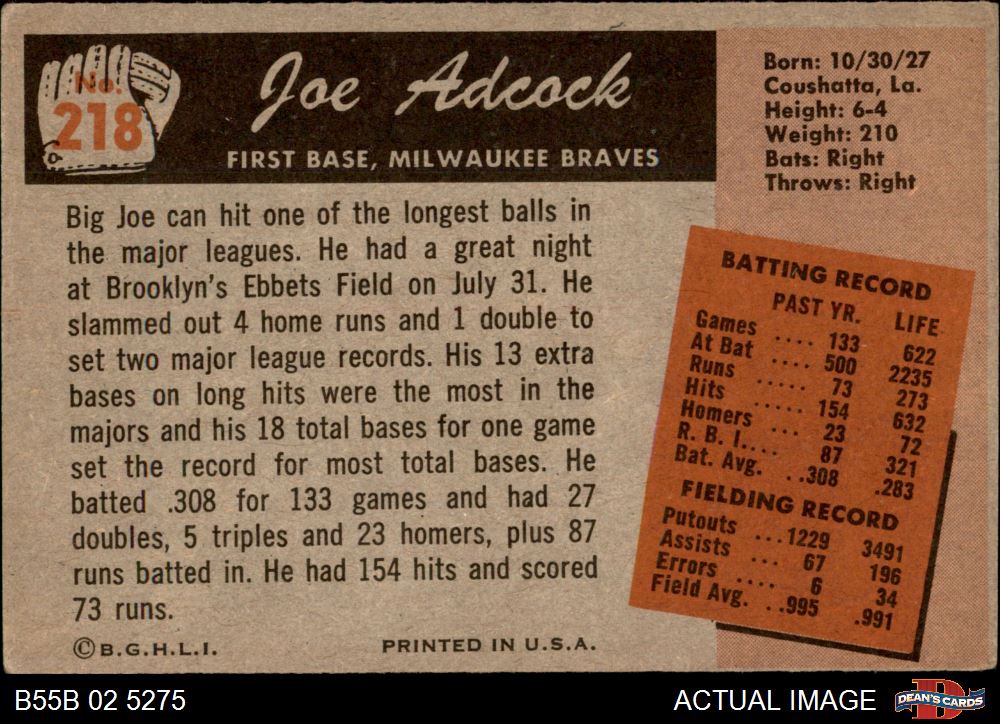 No.
218
Joe Adcock
FIRST BASE, MILWAUKEE BRAVES
Big Joe can hit one of the longest balls in
the major leagues. He had a great night
at Brooklyn's Ebbets Field on July 31. He
slammed out 4 home runs and 1 double to
set two major league records. His 13 extra
bases on long hits were the most in the
majors and his 18 total bases for one game
set the record for most total bases. He
batted .308 for 133 games and had 27
doubles, 5 triples and 23 homers, plus 87
runs batted in. He had 154 hits and scored
73 runs.
©B.G.H.L.I. PRINTED IN U.S.A.
Born: 10/30/27
Coushatta, La.
Height: 6-4
Weight: 210
Bats: Right
Throws: Right
BATTING RECORD
PAST YR. LIFE
Games .... 133 622
At Bat .... 500 2235
Runs ..... 73 273
Hits ..... 154 632
Homers ... 23 72
R. B. I.... 87 321
Bat. Avg. ..308 .283
FIELDING RECORD
Putouts ...1229 3491
Assists ... 67 196
Errors .... 6 34
Field Avg. ..995 .991
B55B 02 5275 ACTUAL IMAGE
D
DEAN'S CARDS